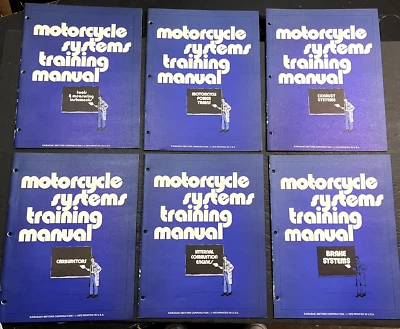 motorcycle
systems
training
manual
tools
& measuring
instruments
motorcycle
systems
training
manual
MOTORCYCLE
POWER
TRAINS
motorcycle
systems
training
manual
EXHAUST
SYSTEMS
motorcycle
systems
training
manual
CARBURETORS
motorcycle
systems
training
manual
INTERNAL
COMBUSTION
ENGINES
motorcycle
systems
training
manual
BRAKE
SYSTEMS